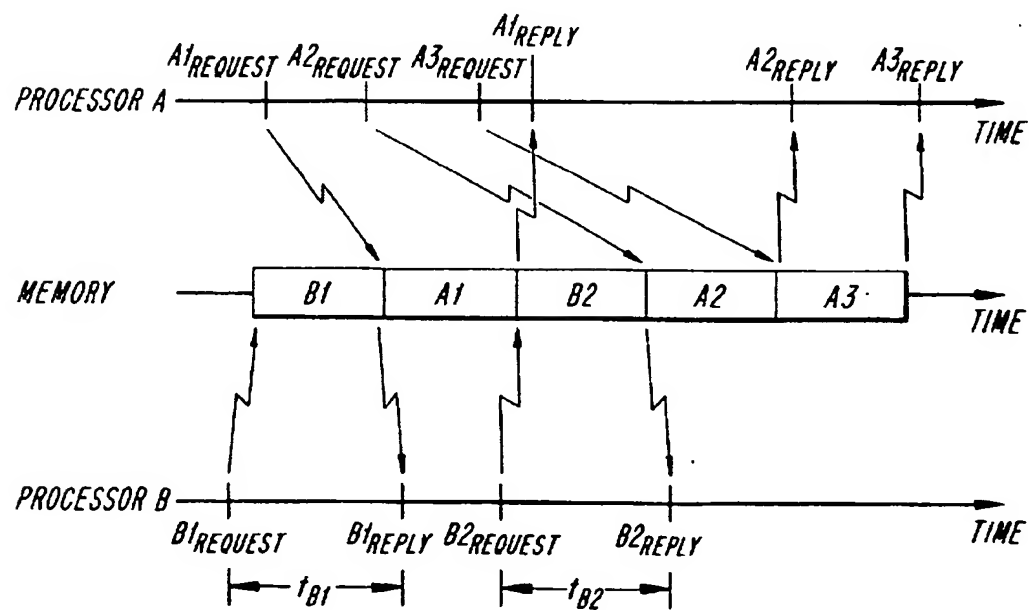 A1REPLY
A1REQUEST A2REQUEST A3REQUEST A2REPLY A3REPLY
PROCESSOR A
TIME
MEMORY B1 A1 B2 A2 A3
TIME
PROCESSOR B
TIME
B1REQUEST B1REPLY B2REQUEST B2REPLY
tB1 tB2